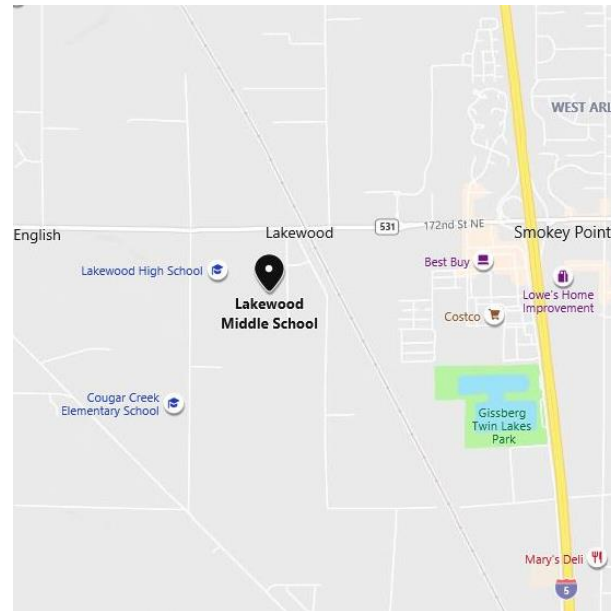 WEST ARL
531
172nd St NE
English
Lakewood
Smokey Point
Best Buy
Lakewood High School
Lakewood
Middle School
Lowe's Home
Improvement
Costco
Cougar Creek
Elementary School
Gissberg
Twin Lakes
Park
Mary's Deli
5